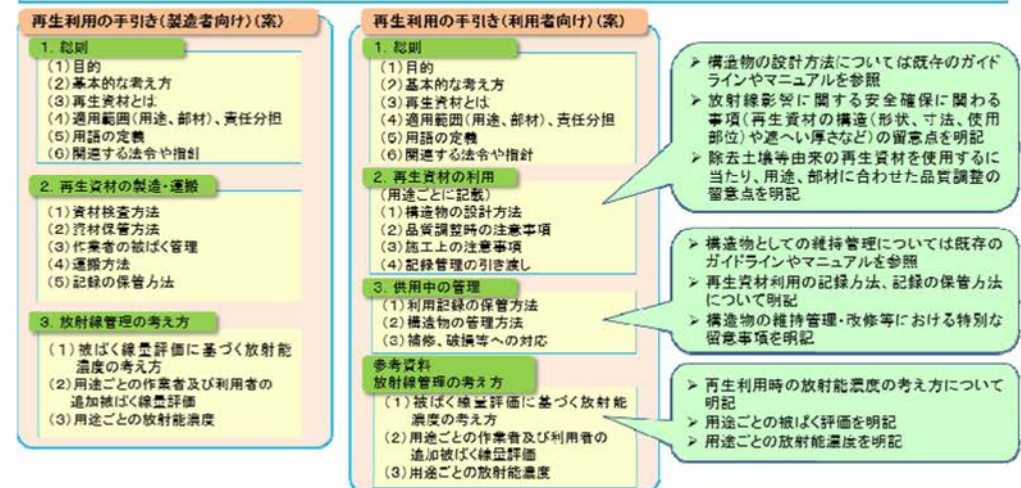 再生利用の手引き(製造者向け)(案)
1. 総則
(1)目的
(2)基本的な考え方
(3)再生資材とは
(4)適用範囲(用途、部材)、責任分担
(5)用語の定義
(6)関連する法令や指針
2. 再生資材の製造・運搬
(1)資材検査方法
(2)資材保管方法
(3)作業者の被ばく管理
(4)運搬方法
(5)記録の保管方法
3. 放射線管理の考え方
(1)被ばく線量評価に基づく放射能
濃度の考え方
(2)用途ごとの作業者及び利用者の
追加被ばく線量評価
(3)用途ごとの放射能濃度
再生利用の手引き(利用者向け)(案)
1. 総則
(1)目的
(2)基本的な考え方
(3)再生資材とは
(4)適用範囲(用途、部材)、責任分担
(5)用語の定義
(6)関連する法令や指針
2. 再生資材の利用
(用途ごとに記載)
(1)構造物の設計方法
(2)品質調整時の注意事項
(3)施工上の注意事項
(4)記録管理の引き渡し
3. 供用中の管理
(1)利用記録の保管方法
(2)構造物の管理方法
(3)補修、破損等への対応
参考資料
放射線管理の考え方
(1)被ばく線量評価に基づく放射能
濃度の考え方
(2)用途ごとの作業者及び利用者の
追加被ばく線量評価
(3)用途ごとの放射能濃度
➢ 構造物の設計方法については既存のガイド
ラインやマニュアルを参照
➢ 放射線影響に関する安全確保に関わる
事項(再生資材の構造(形状、寸法、使用
部位)や遮へい厚さなど)の留意点を明記
➢ 除去土壌等由来の再生資材を使用するに
当たり、用途、部材に合わせた品質調整の
留意点を明記
➢ 構造物としての維持管理については既存の
ガイドラインやマニュアルを参照
➢ 再生資材利用の記録方法、記録の保管方法
について明記
➢ 構造物の維持管理・改修等における特別な
留意事項を明記
➢ 再生利用時の放射能濃度の考え方について
明記
➢ 用途ごとの被ばく評価を明記
➢ 用途ごとの放射能濃度を明記